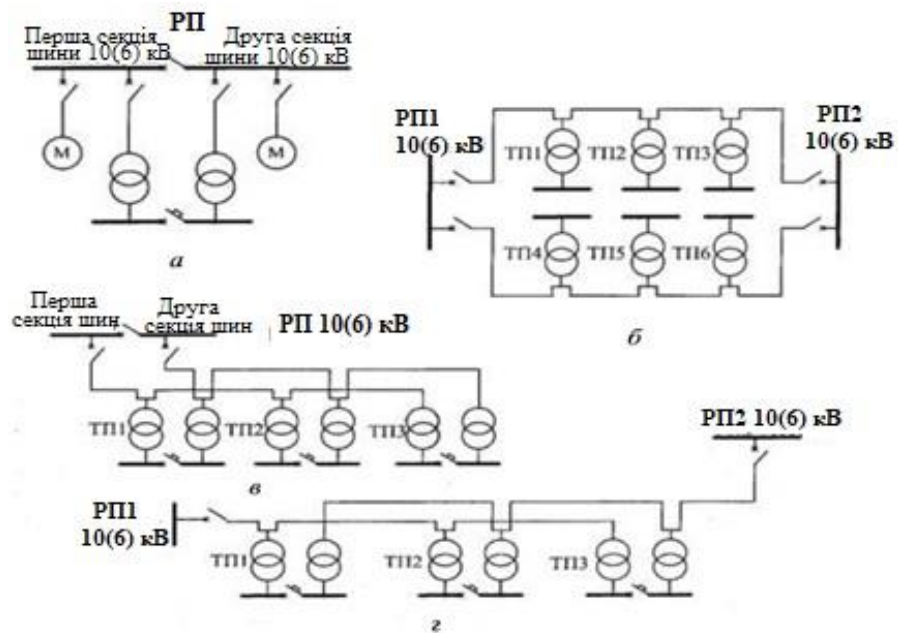 РП
Перша секція
шини 10(6) кВ
Друга секція
шини 10(6) кВ
М
М
а
РП1
10(6) кВ
РП2
10(6) кВ
ТП1
ТП2
ТП3
ТП4
ТП5
ТП6
б
Перша
секція шин
Друга
секція шин
РП 10(6) кВ
ТП1
ТП2
ТП3
в
РП2 10(6) кВ
РП1
10(6) кВ
ТП1
ТП2
ТП3
г